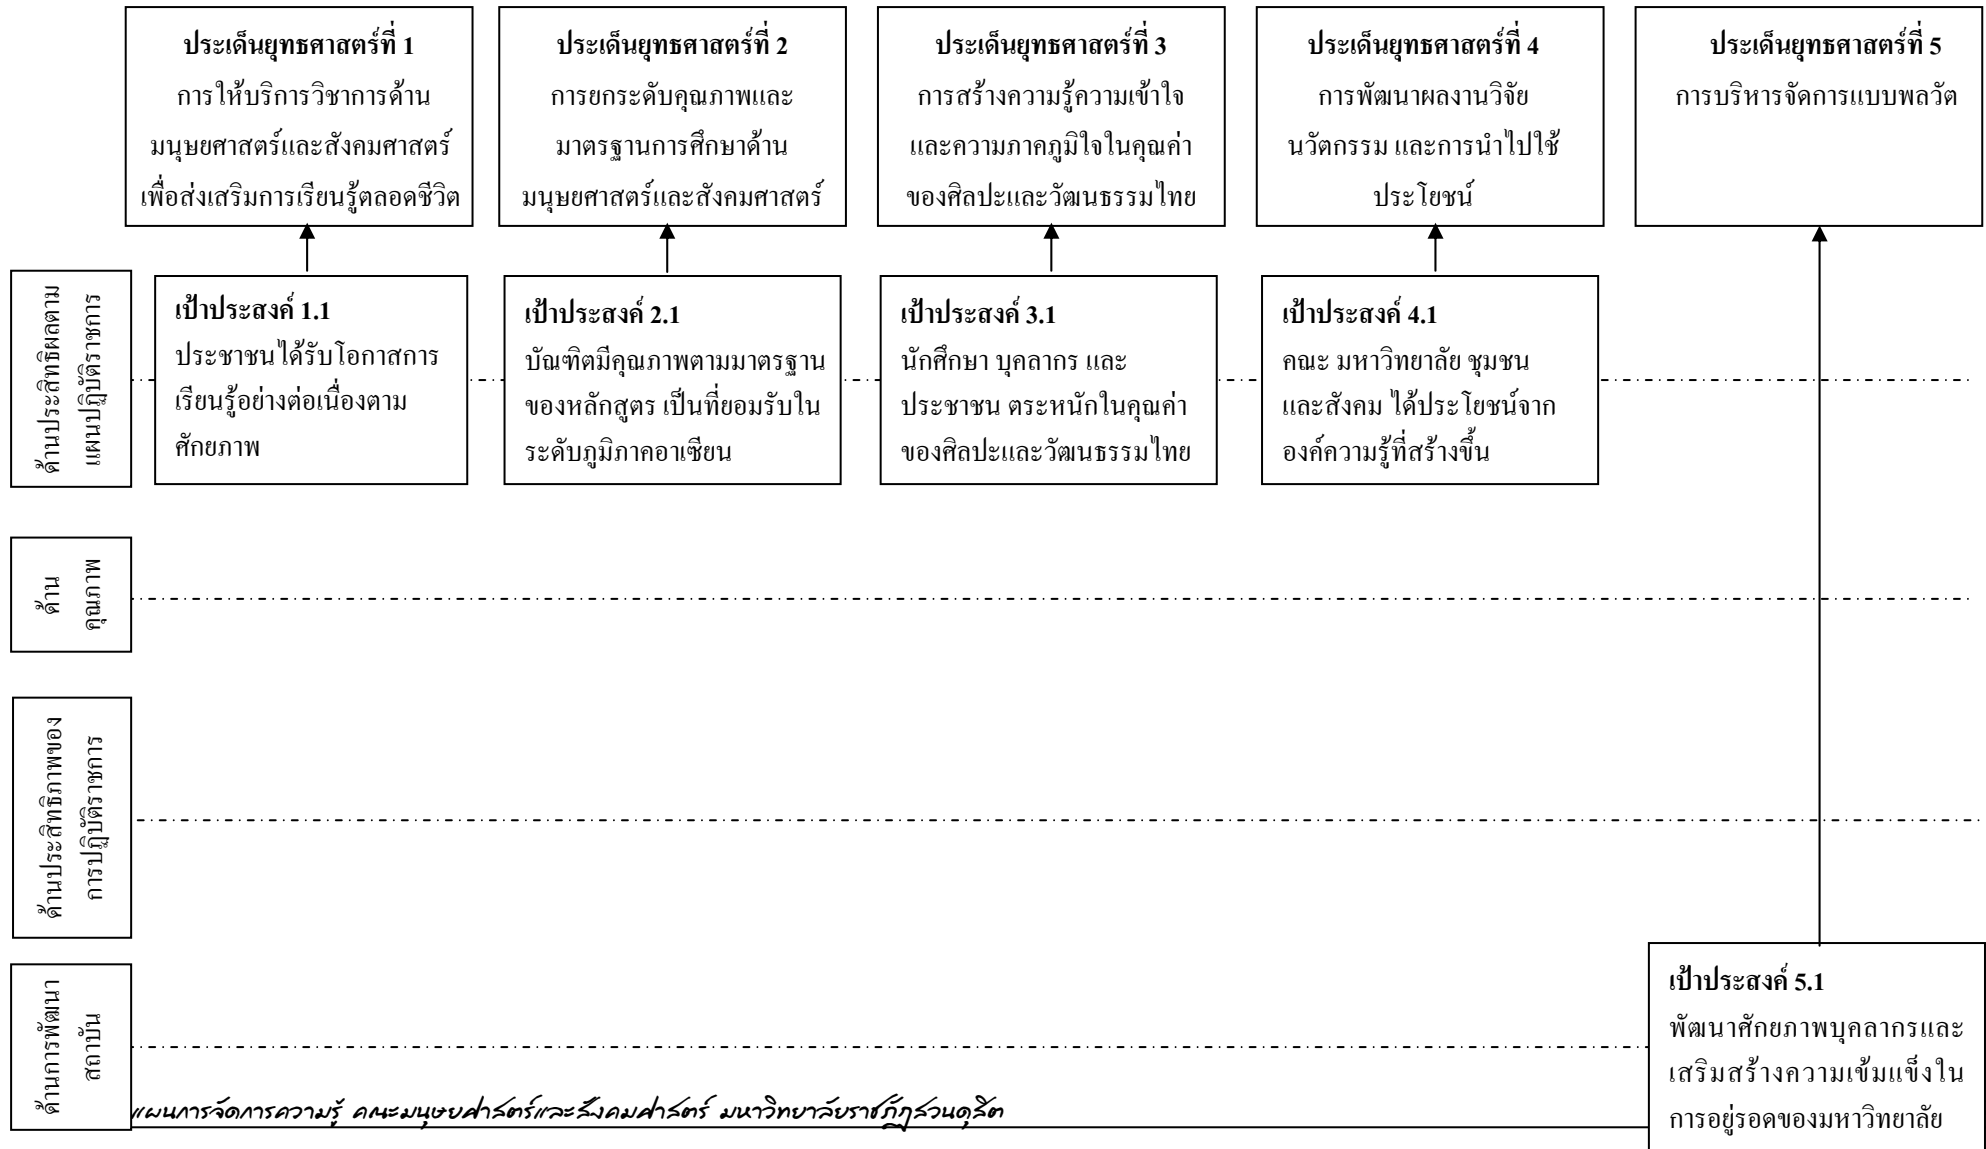 ประเด็นยุทธศาสตร์ที่ 1
การให้บริการวิชาการด้าน
มนุษยศาสตร์และสังคมศาสตร์
เพื่อส่งเสริมการเรียนรู้ตลอดชีวิต
ประเด็นยุทธศาสตร์ที่ 2
การยกระดับคุณภาพและ
มาตรฐานการศึกษาด้าน
มนุษยศาสตร์และสังคมศาสตร์
ประเด็นยุทธศาสตร์ที่ 3
การสร้างความรู้ความเข้าใจ
และความภาคภูมิใจในคุณค่า
ของศิลปะและวัฒนธรรมไทย
ประเด็นยุทธศาสตร์ที่ 4
การพัฒนาผลงานวิจัย
นวัตกรรม และการนำไปใช้
ประโยชน์
ประเด็นยุทธศาสตร์ที่ 5
การบริหารจัดการแบบพลวัต
ด้านประสิทธิผลตาม
แผนปฏิบัติราชการ
เป้าประสงค์ 1.1
ประชาชนได้รับโอกาสการ
เรียนรู้อย่างต่อเนื่องตาม
ศักยภาพ
เป้าประสงค์ 2.1
บัณฑิตมีคุณภาพตามมาตรฐาน
ของหลักสูตร เป็นที่ยอมรับใน
ระดับภูมิภาคอาเซียน
เป้าประสงค์ 3.1
นักศึกษา บุคลากร และ
ประชาชน ตระหนักในคุณค่า
ของศิลปะและวัฒนธรรมไทย
เป้าประสงค์ 4.1
คณะ มหาวิทยาลัย ชุมชน
และสังคม ได้ประโยชน์จาก
องค์ความรู้ที่สร้างขึ้น
ด้าน
คุณภาพ
ด้านประสิทธิภาพของ
การปฏิบัติราชการ
ด้านการพัฒนา
สถาบัน
เป้าประสงค์ 5.1
พัฒนาศักยภาพบุคลากรและ
เสริมสร้างความเข้มแข็งใน
การอยู่รอดของมหาวิทยาลัย
แผนการจัดการความรู้ คณะมนุษยศาสตร์และสังคมศาสตร์ มหาวิทยาลัยราชภัฏสวนดุสิต